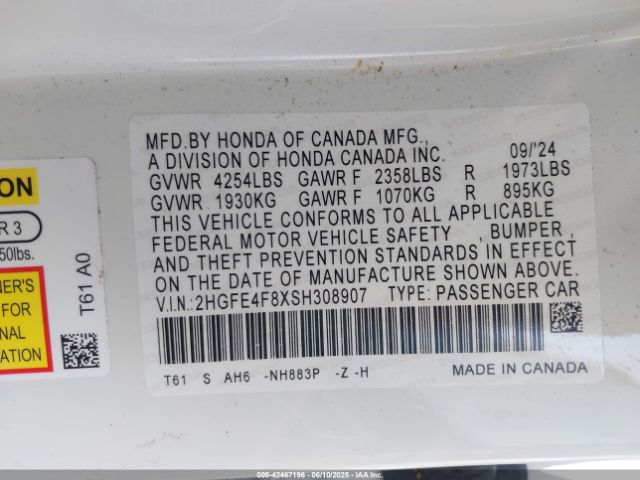 MFD.BY HONDA OF CANADA MFG.,
A DIVISION OF HONDA CANADA INC. 09/'24
GVWR 4254LBS GAWR F 2358LBS R 1973LBS
GVWR 1930KG GAWR F 1070KG R 895KG
THIS VEHICLE CONFORMS TO ALL APPLICABLE
FEDERAL MOTOR VEHICLE SAFETY , BUMPER ,
AND THEFT PREVENTION STANDARDS IN EFFECT
ON THE DATE OF MANUFACTURE SHOWN ABOVE.
V.I.N.:2HGFE4F8XSH308907 TYPE: PASSENGER CAR
T61 S AH6 -NH883P -Z -H MADE IN CANADA
ON
R 3
50lbs.
NER'S
FOR
NAL
ATION
T61 A0
000-42467196 - 06/10/2025 - IAA INC.